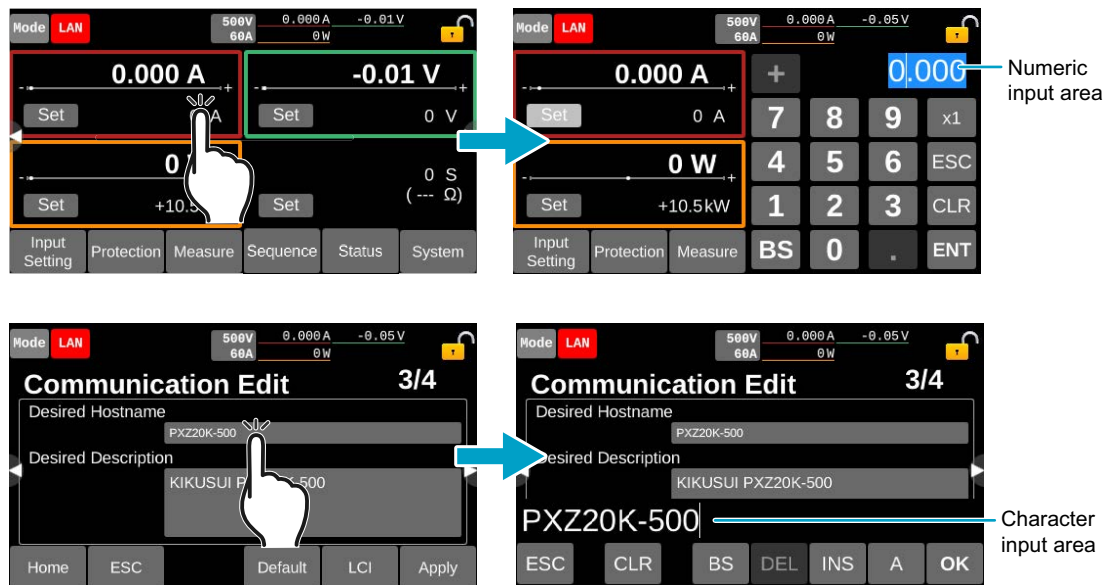 Mode LAN 500V 60A 0.000 A -0.01 V 0 W
0.000 A -0.01 V
- + -
Set A Set 0 V
0
- 0 S
( --- Ω)
Set +10.5 Set
Input Setting Protection Measure Sequence Status System
Mode LAN 500V 60A 0.000 A -0.05 V 0 W
0.000 A + 0.000
- +
Set 0 A 7 8 9 x1
0 W 4 5 6 ESC
- +
Set +10.5kW 1 2 3 CLR
Input Setting Protection Measure BS 0 . ENT
Numeric
input area
Mode LAN 500V 60A 0.000 A -0.05 V 0 W
Communication Edit 3/4
Desired Hostname
PXZ20K-500
Desired Description
KIKUSUI P -500
Home ESC Default LCI Apply
Mode LAN 500V 60A 0.000 A -0.05 V 0 W
Communication Edit 3/4
Desired Hostname
PXZ20K-500
Desired Description
KIKUSUI PXZ20K-500
PXZ20K-500
ESC CLR BS DEL INS A OK
Character
input area